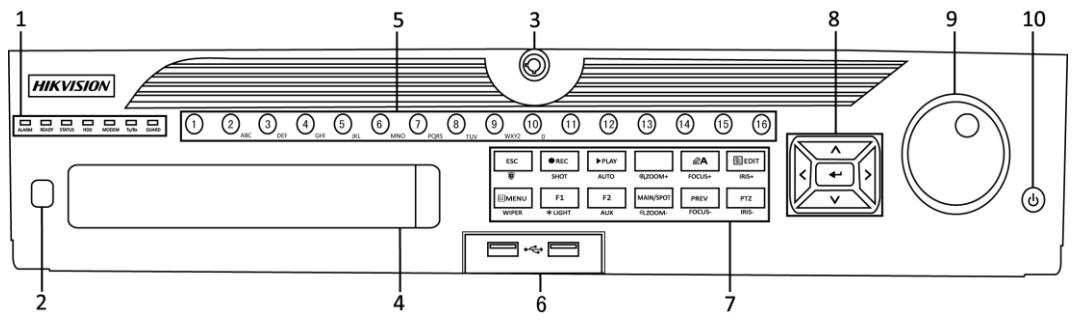 1 5 3 8 9 10
HIKVISION
ALARM READY STATUS HDD MODEM Tx/Rx GUARD
1 2 3 4 5 6 7 8 9 10 11 12 13 14 15 16
ABC DEF GHI JKL MNO PQRS TUV WXYZ 0
ESC REC PLAY A EDIT
SHOT AUTO ZOOM+ FOCUS+ IRIS+
MENU F1 F2 MAIN/SPOT PREV PTZ
WIPER LIGHT AUX ZOOM- FOCUS- IRIS-
2 4 6 7